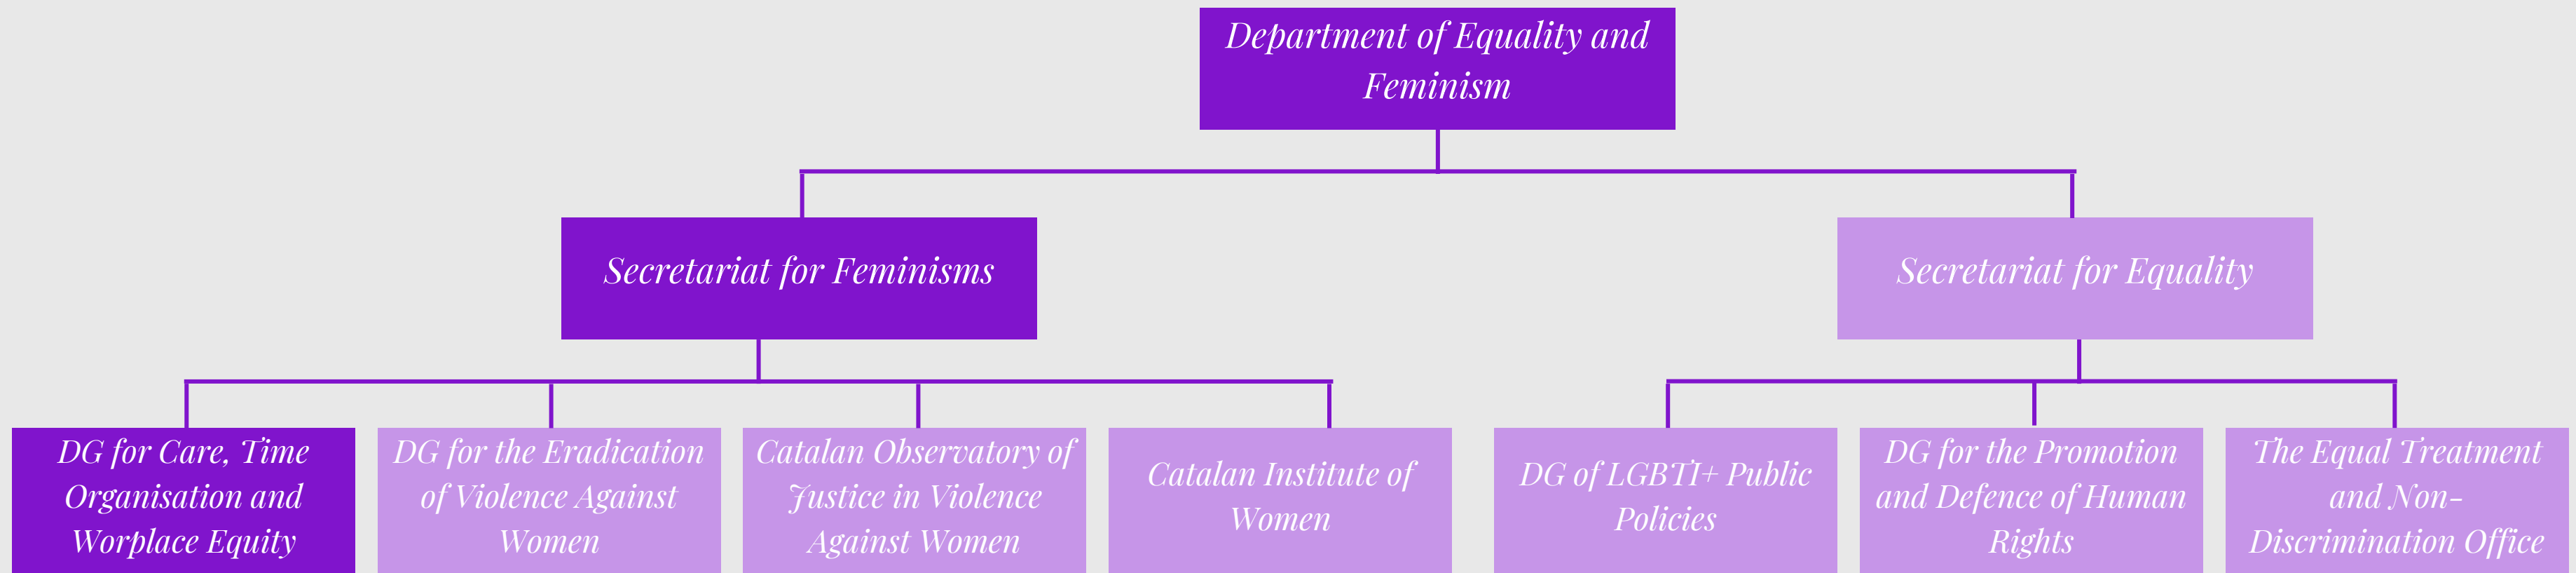 Department of Equality and
Feminism
Secretariat for Feminisms
Secretariat for Equality
DG for Care, Time
Organisation and
Worplace Equity
DG for the Eradication
of Violence Against
Women
Catalan Observatory of
Justice in Violence
Against Women
Catalan Institute of
Women
DG of LGBTI+ Public
Policies
DG for the Promotion
and Defence of Human
Rights
The Equal Treatment
and Non-
Discrimination Office